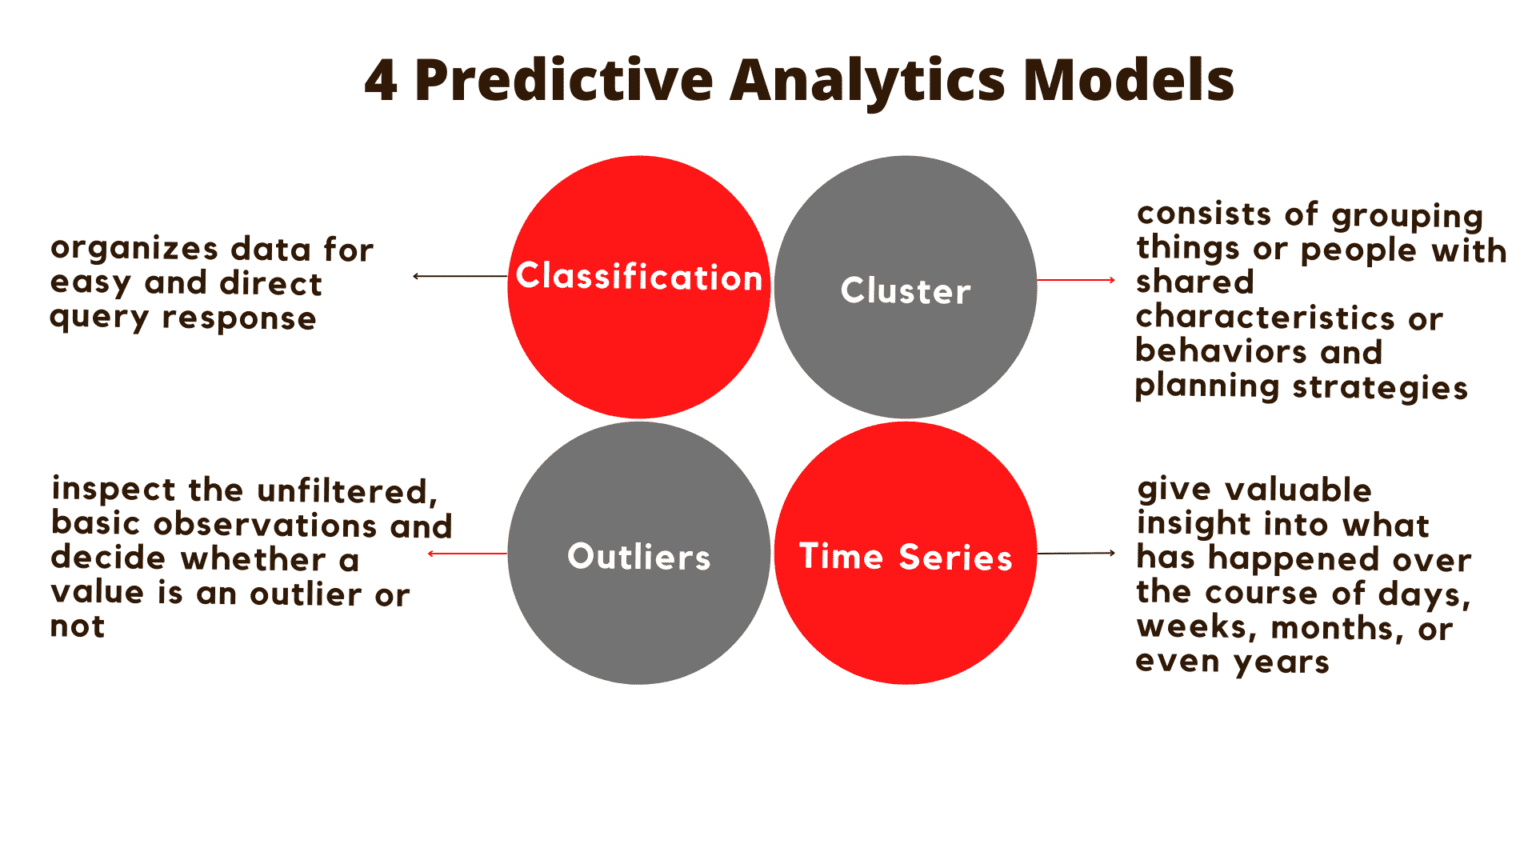 4 Predictive Analytics Models
organizes data for
easy and direct
query response
Classification
Cluster
consists of grouping
things or people with
shared
characteristics or
behaviors and
planning strategies
inspect the unfiltered,
basic observations and
decide whether a
value is an outlier or
not
Outliers
Time Series
give valuable
insight into what
has happened over
the course of days,
weeks, months, or
even years